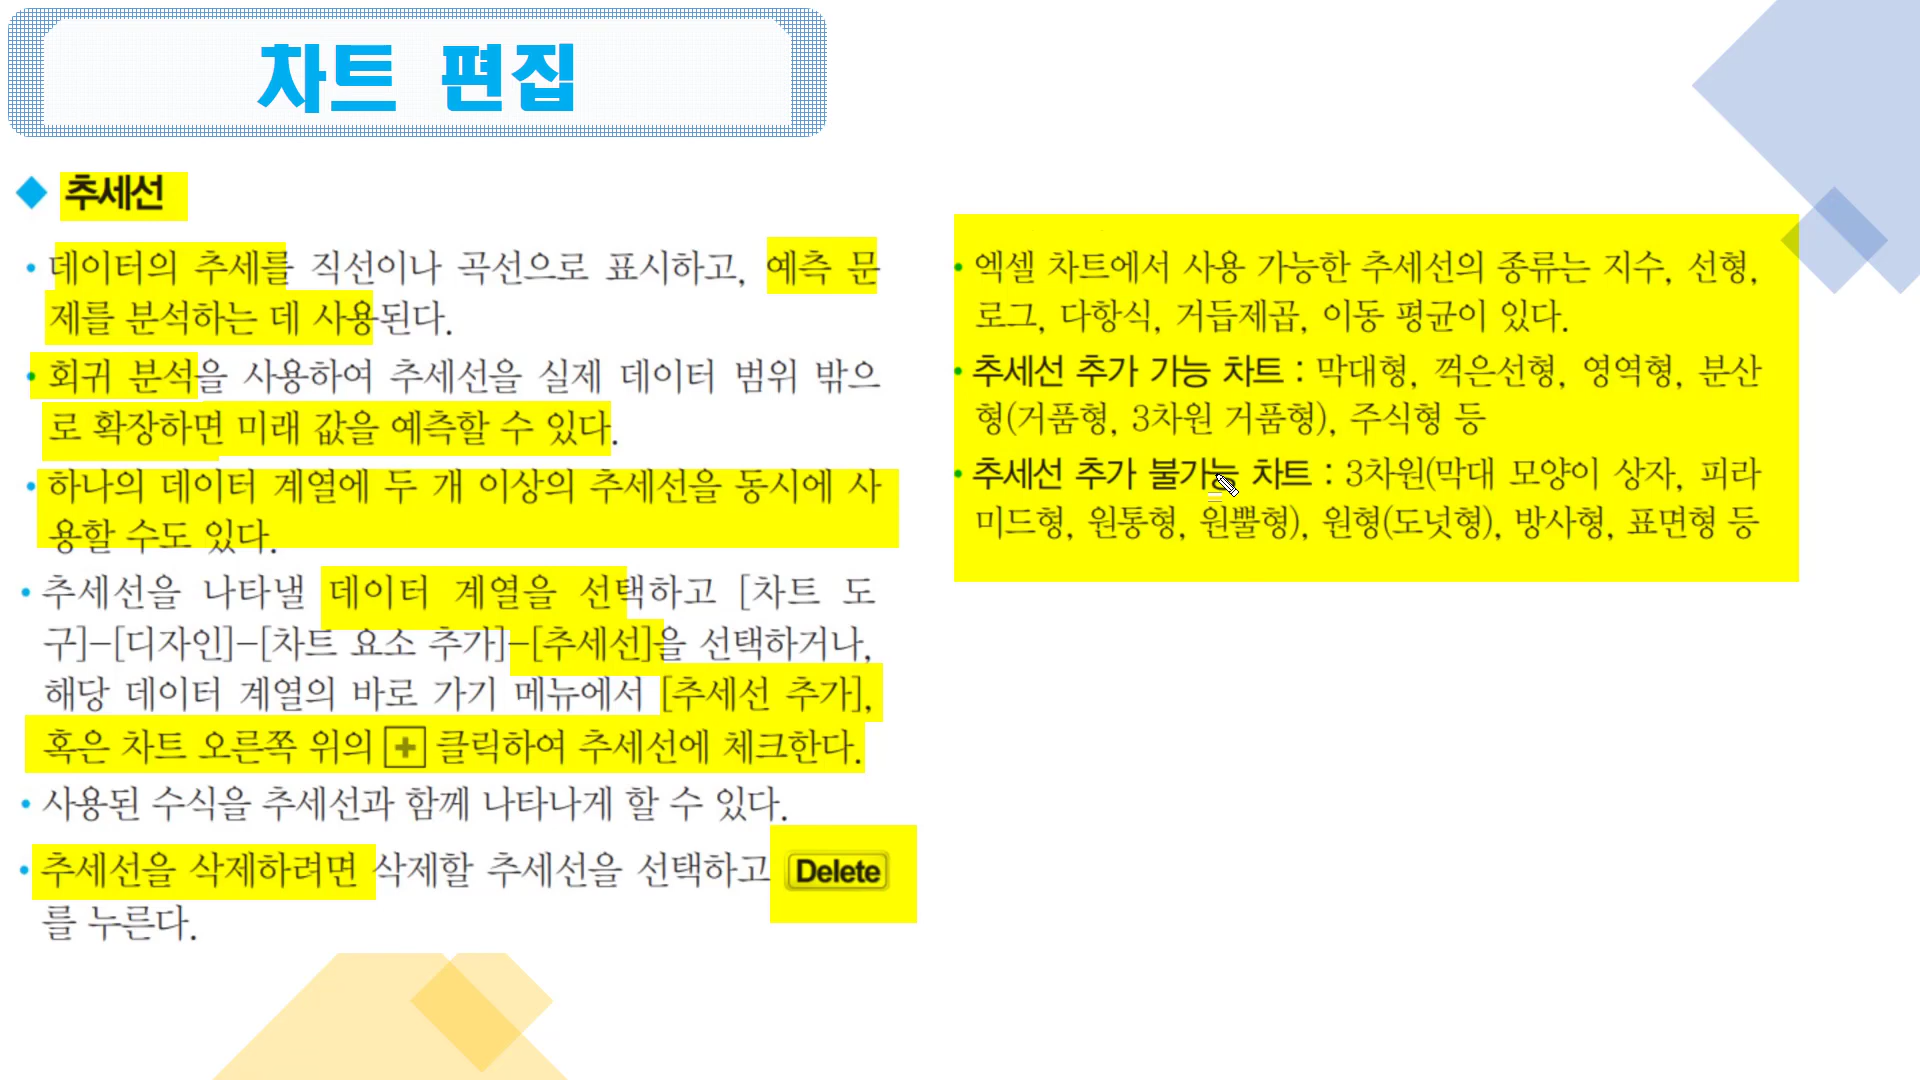 차트 편집
◆ 추세선
• 데이터의 추세를 직선이나 곡선으로 표시하고, 예측 문
제를 분석하는 데 사용된다.
• 회귀 분석을 사용하여 추세선을 실제 데이터 범위 밖으
로 확장하면 미래 값을 예측할 수 있다.
• 하나의 데이터 계열에 두 개 이상의 추세선을 동시에 사
용할 수도 있다.
• 추세선을 나타낼 데이터 계열을 선택하고 [차트 도
구]-[디자인]-[차트 요소 추가]-[추세선]을 선택하거나,
해당 데이터 계열의 바로 가기 메뉴에서 [추세선 추가],
혹은 차트 오른쪽 위의 + 클릭하여 추세선에 체크한다.
• 사용된 수식을 추세선과 함께 나타나게 할 수 있다.
• 추세선을 삭제하려면 삭제할 추세선을 선택하고 Delete
를 누른다.
• 엑셀 차트에서 사용 가능한 추세선의 종류는 지수, 선형,
로그, 다항식, 거듭제곱, 이동 평균이 있다.
• 추세선 추가 가능 차트 : 막대형, 꺽은선형, 영역형, 분산
형(거품형, 3차원 거품형), 주식형 등
• 추세선 추가 불가능 차트 : 3차원(막대 모양이 상자, 피라
미드형, 원통형, 원뿔형), 원형(도넛형), 방사형, 표면형 등